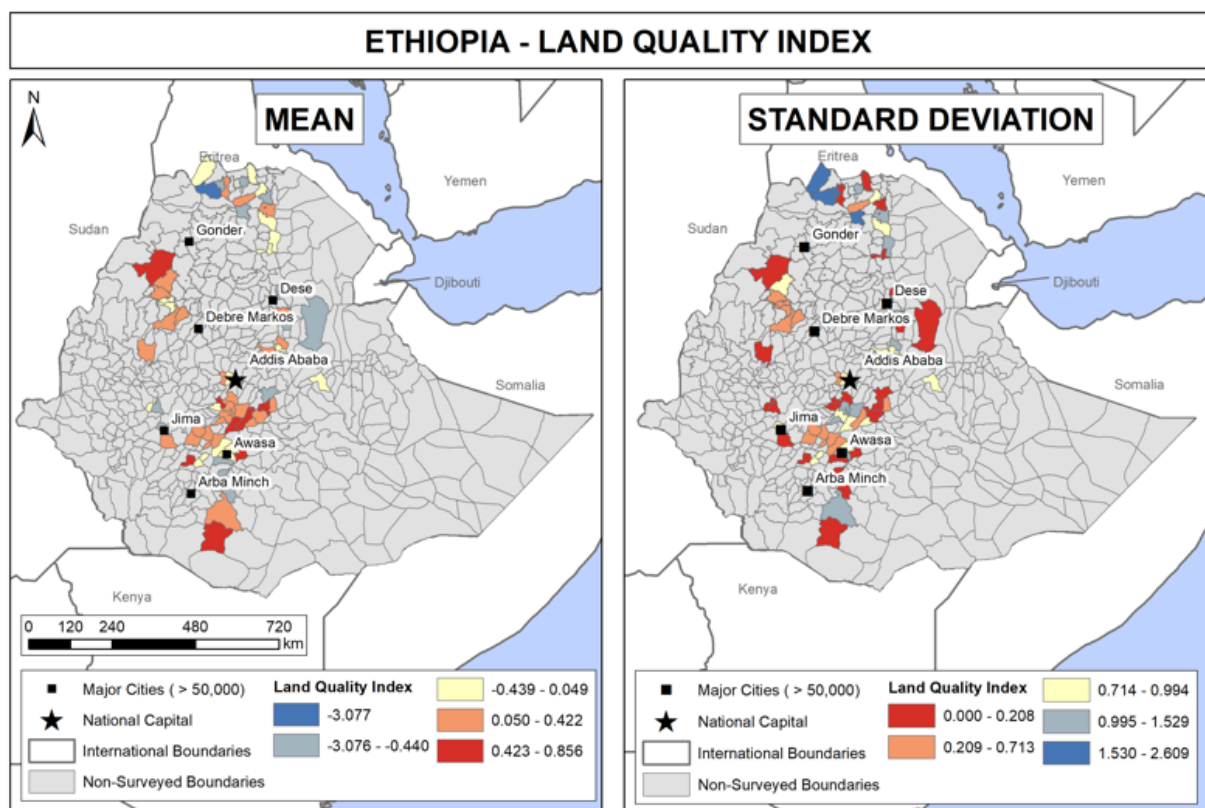 ETHIOPIA - LAND QUALITY INDEX
N
MEAN
Eritrea
Yemen
Sudan
Gonder
Djibouti
Dese
Debre Markos
Addis Ababa
Somalia
Jima
Awasa
Arba Minch
Kenya
0 120 240 480 720
km
Major Cities ( > 50,000)
National Capital
International Boundaries
Non-Surveyed Boundaries
Land Quality Index
-3.077
-3.076 - -0.440
-0.439 - 0.049
0.050 - 0.422
0.423 - 0.856
STANDARD DEVIATION
Eritrea
Yemen
Sudan
Gonder
Djibouti
Dese
Debre Markos
Addis Ababa
Somalia
Jima
Awasa
Arba Minch
Kenya
Major Cities ( > 50,000)
National Capital
International Boundaries
Non-Surveyed Boundaries
Land Quality Index
0.000 - 0.208
0.209 - 0.713
0.714 - 0.994
0.995 - 1.529
1.530 - 2.609